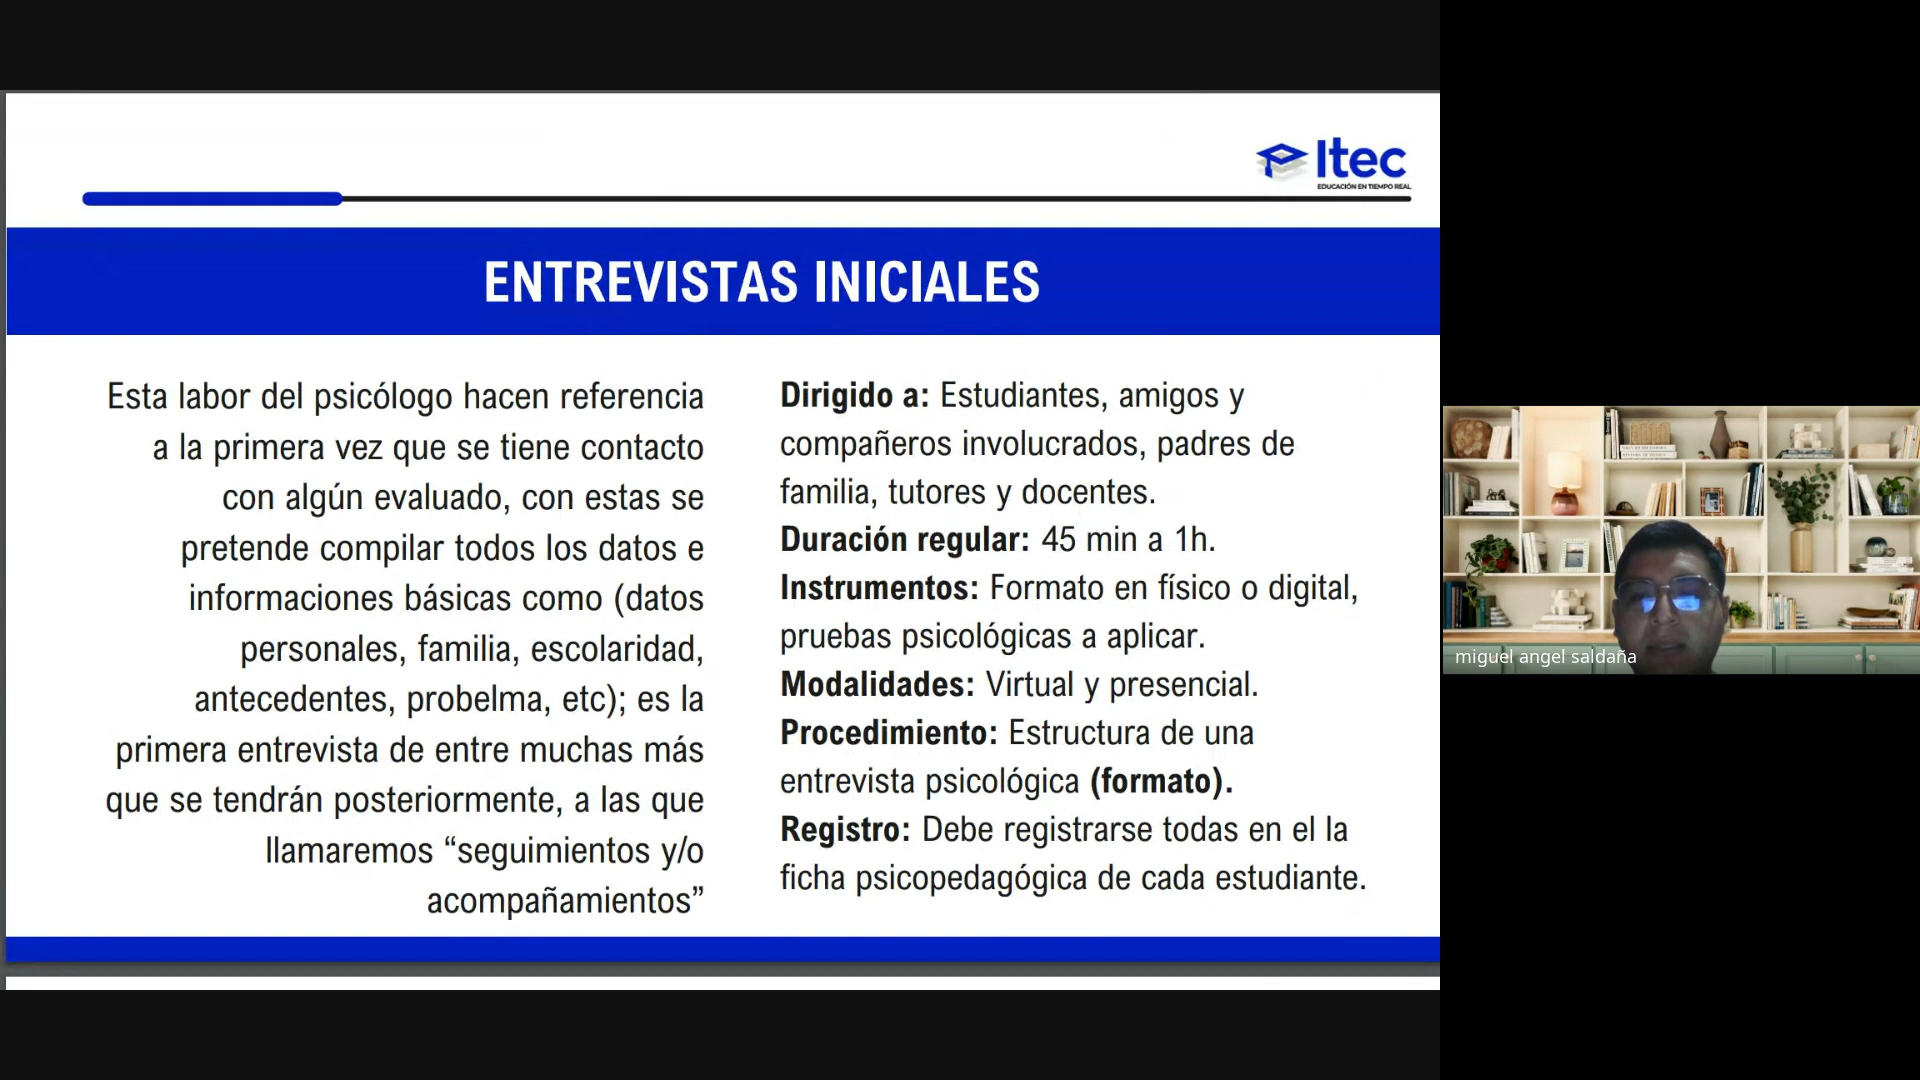 Itec
EDUCACIÓN EN TIEMPO REAL
ENTREVISTAS INICIALES
Esta labor del psicólogo hacen referencia
a la primera vez que se tiene contacto
con algún evaluado, con estas se
pretende compilar todos los datos e
informaciones básicas como (datos
personales, familia, escolaridad,
antecedentes, probelma, etc); es la
primera entrevista de entre muchas más
que se tendrán posteriormente, a las que
llamaremos “seguimientos y/o
acompañamientos”
Dirigido a: Estudiantes, amigos y
compañeros involucrados, padres de
familia, tutores y docentes.
Duración regular: 45 min a 1h.
Instrumentos: Formato en físico o digital,
pruebas psicológicas a aplicar.
Modalidades: Virtual y presencial.
Procedimiento: Estructura de una
entrevista psicológica (formato).
Registro: Debe registrarse todas en el la
ficha psicopedagógica de cada estudiante.
miguel angel saldaña